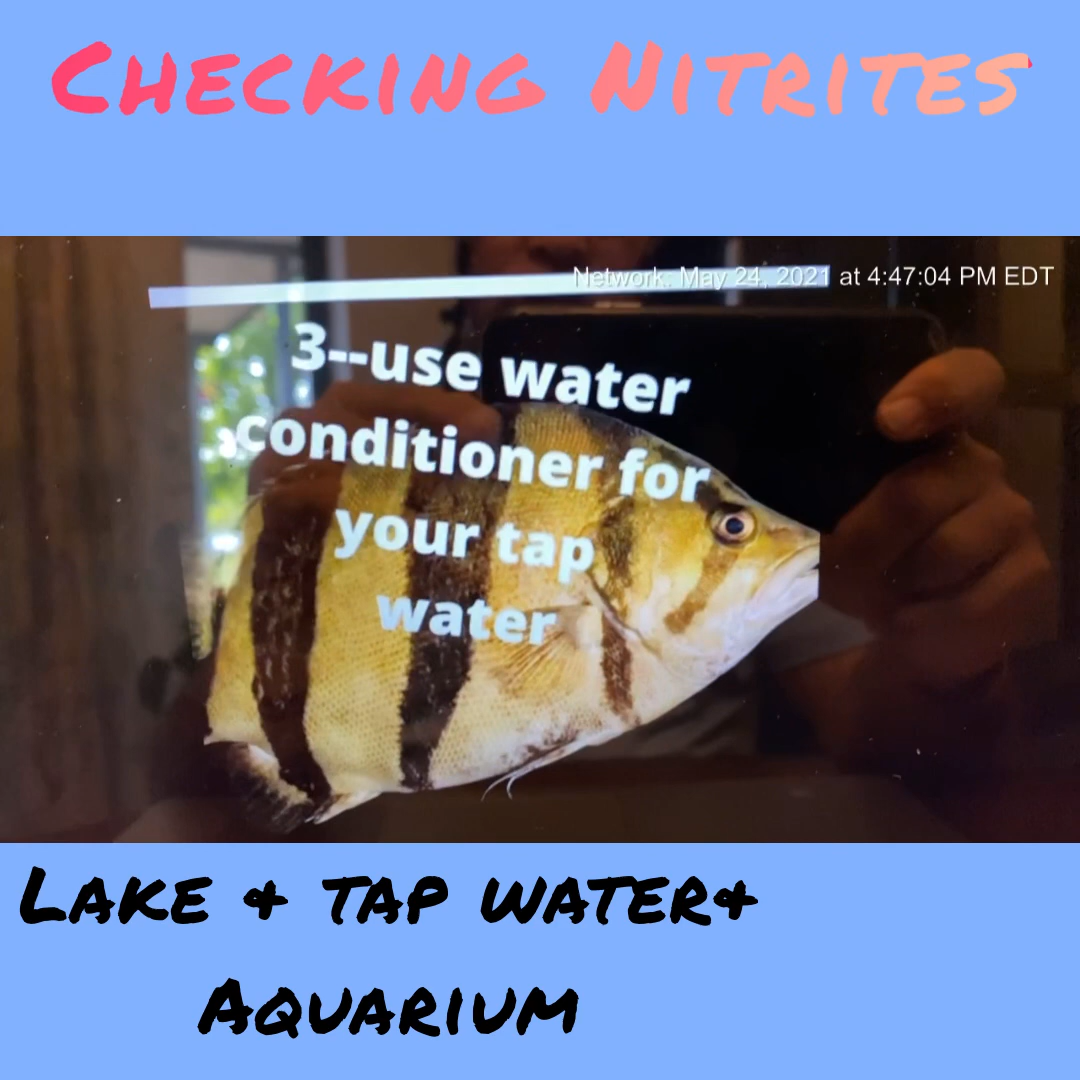 Checking Nitrites
Network: May 24, 2021 at 4:47:04 PM EDT
3--use water
conditioner for
your tap
water
Lake & tap water&
Aquarium